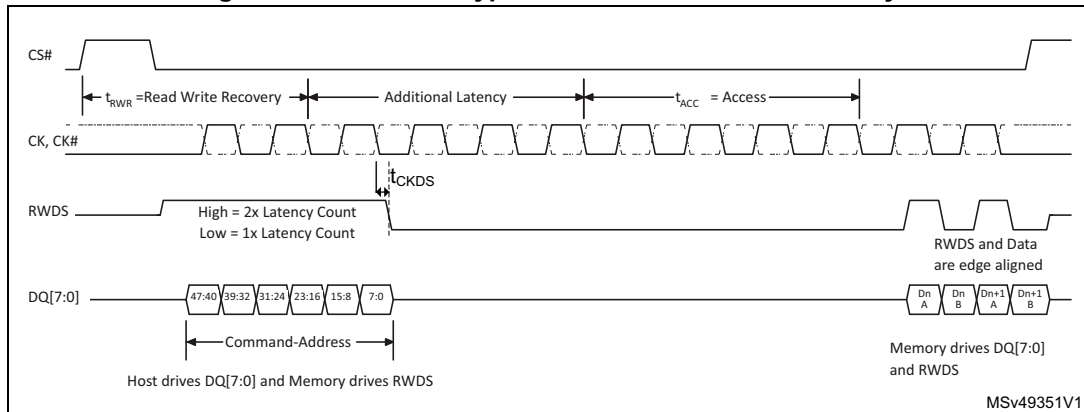 CS#
t_RWR =Read Write Recovery
Additional Latency
t_ACC = Access
CK, CK#
t_CKDS
RWDS
High = 2x Latency Count
Low = 1x Latency Count
RWDS and Data
are edge aligned
DQ[7:0]
47:40 39:32 31:24 23:16 15:8 7:0
Dn A
Dn B
Dn+1 A
Dn+1 B
Command-Address
Memory drives DQ[7:0]
and RWDS
Host drives DQ[7:0] and Memory drives RWDS
MSv49351V1